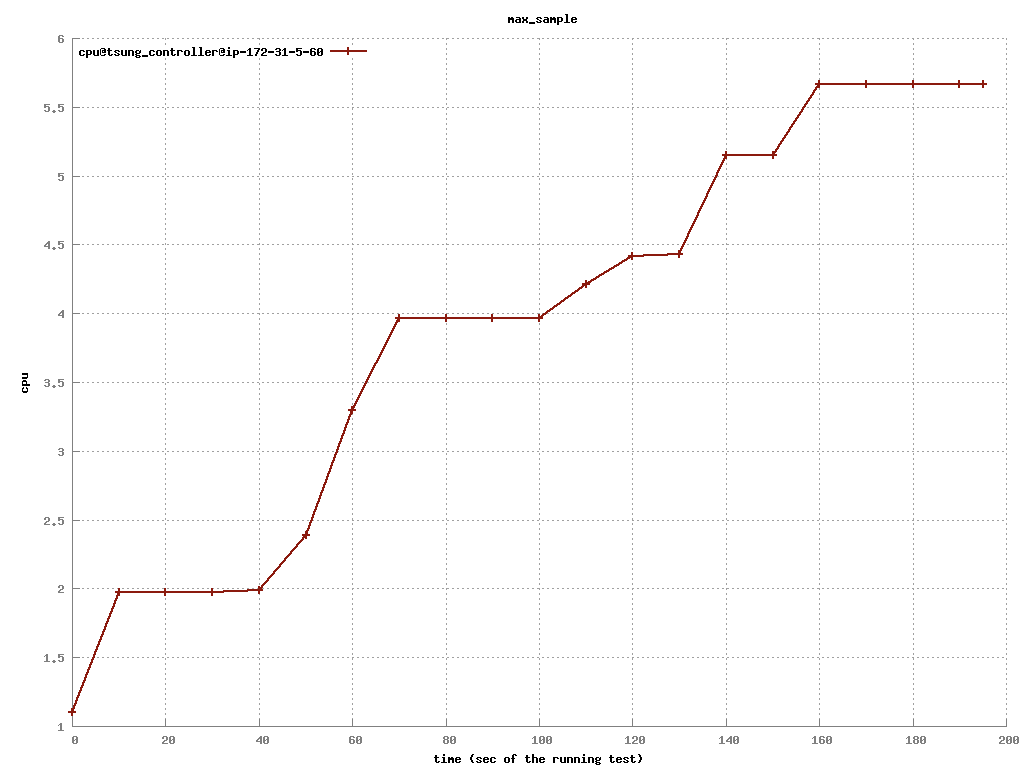 max_sample
cpu@tsung_controller@ip-172-31-5-60
6
5.5
5
4.5
4
3.5
3
2.5
2
1.5
1
cpu
0 20 40 60 80 100 120 140 160 180 200
time (sec of the running test)